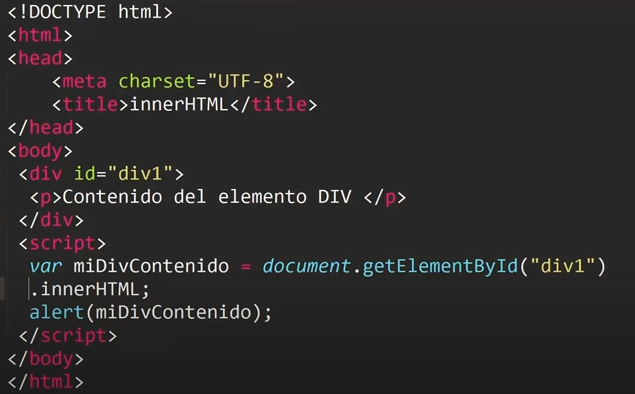 <!DOCTYPE html>
<html>
<head>
    <meta charset="UTF-8">
    <title>innerHTML</title>
</head>
<body>
 <div id="div1">
  <p>Contenido del elemento DIV </p>
 </div>
 <script>
  var miDivContenido = document.getElementById("div1")
  .innerHTML;
  alert(miDivContenido);
 </script>
</body>
</html>